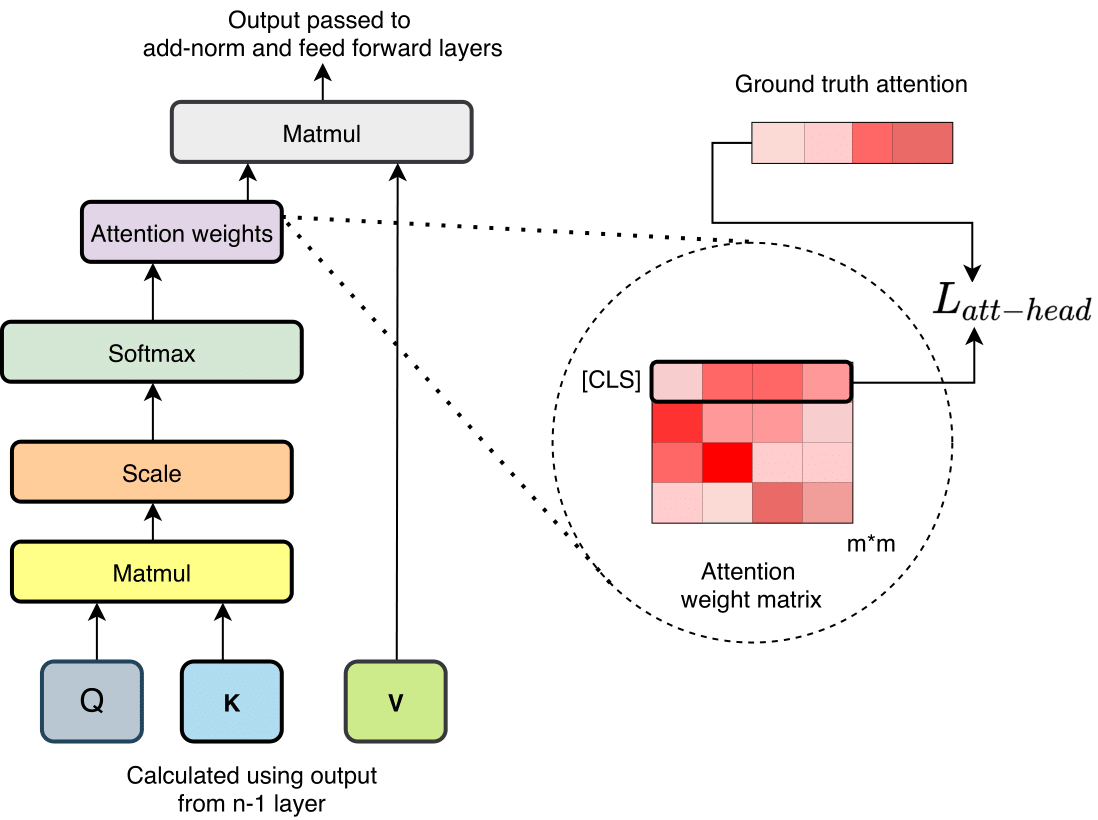 Output passed to
add-norm and feed forward layers
Matmul
Attention weights
Softmax
Scale
Matmul
Q
K
V
Calculated using output
from n-1 layer
Ground truth attention
L_{att-head}
[CLS]
m*m
Attention
weight matrix